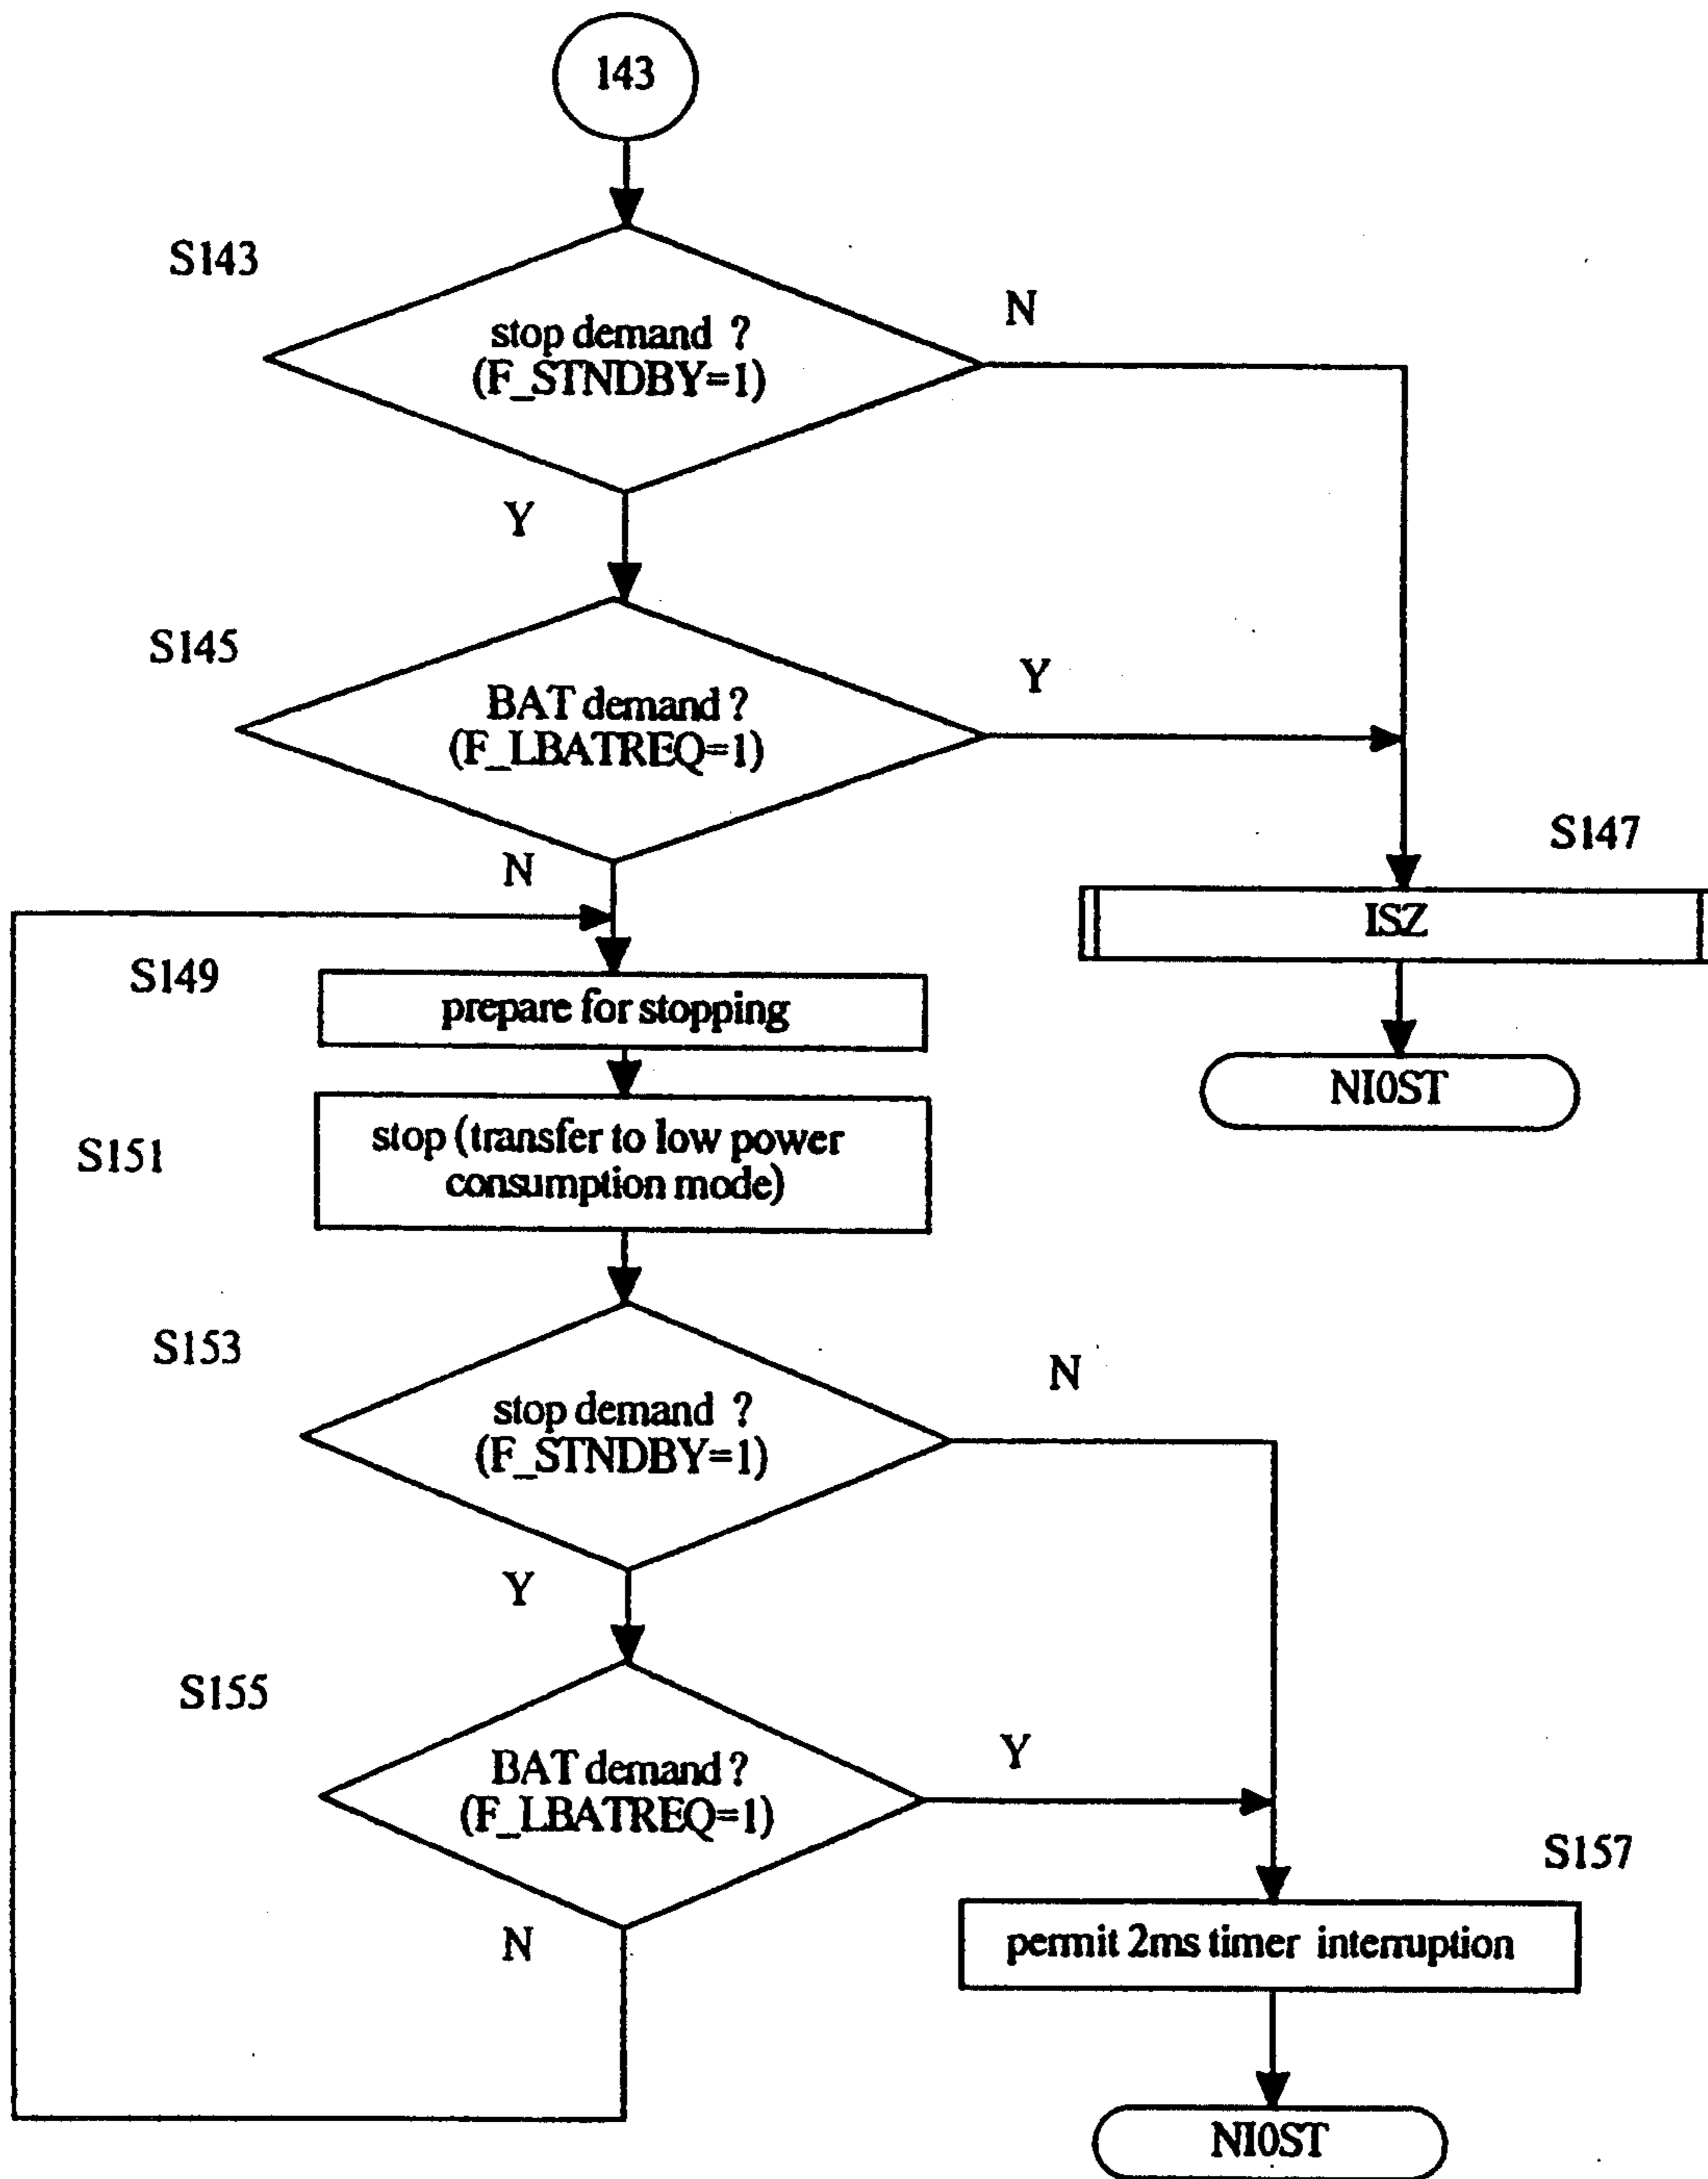 143
S143
stop demand ?
(F_STNDBY=1)
N
Y
S145
BAT demand ?
(F_LBATREQ=1)
Y
N
S147
ISZ
NI0ST
S149
prepare for stopping
S151
stop (transfer to low power
consumption mode)
S153
stop demand ?
(F_STNDBY=1)
N
Y
S155
BAT demand ?
(F_LBATREQ=1)
Y
N
S157
permit 2ms timer interruption
NI0ST